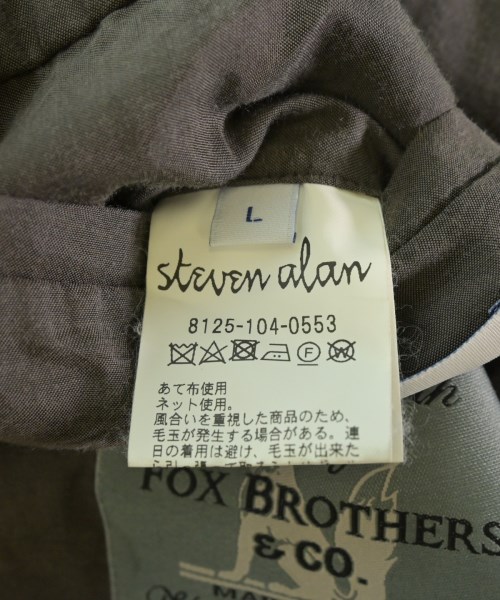 L
steven alan
8125-104-0553
あて布使用
ネット使用。
風合いを重視した商品のため、
毛玉が発生する場合がある。連
日の着用は避け、毛玉が出来た
FOX BROTHERS
& CO.